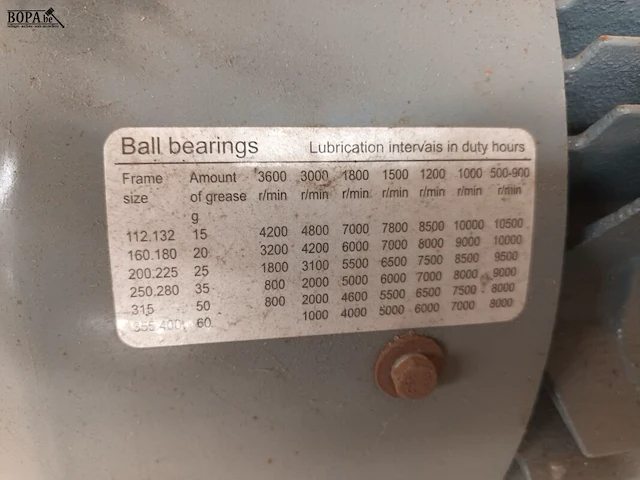 BOPA.be
Ball bearings Lubrication intervals in duty hours
Frame Amount 3600 3000 1800 1500 1200 1000 500-900
size of grease r/min r/min r/min r/min r/min r/min r/min
g
112.132 15 4200 4800 7000 7800 8500 10000 10500
160.180 20 3200 4200 6000 7000 8000 9000 10000
200.225 25 1800 3100 5500 6500 7500 8500 9500
250.280 35 800 2000 5000 6000 7000 8000 9000
315 50 800 2000 4600 5500 6500 7500 8000
355.400 60 1000 4000 5000 6000 7000 8000